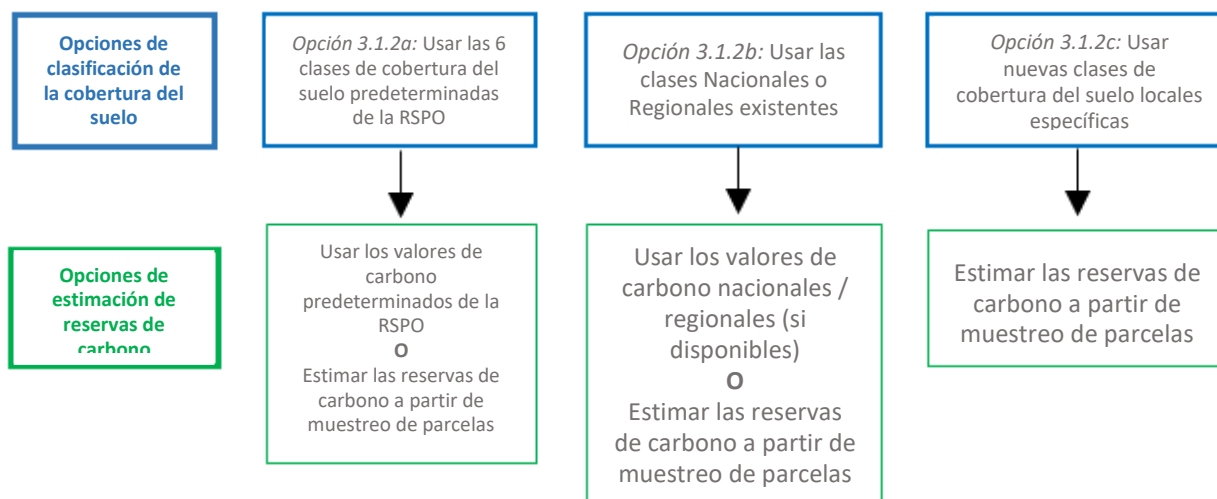 Opciones de
clasificación de
la cobertura del
suelo
Opción 3.1.2a: Usar las 6
clases de cobertura del
suelo predeterminadas
de la RSPO
Opción 3.1.2b: Usar las
clases Nacionales o
Regionales existentes
Opción 3.1.2c: Usar
nuevas clases de
cobertura del suelo locales
específicas
Opciones de
estimación de
reservas de
carbono
Usar los valores de
carbono
predeterminados de la
RSPO
O
Estimar las reservas de
carbono a partir de
muestreo de parcelas
Usar los valores de
carbono nacionales /
regionales (si
disponibles)
O
Estimar las reservas
de carbono a partir de
muestreo de parcelas
Estimar las reservas de
carbono a partir de
muestreo de parcelas